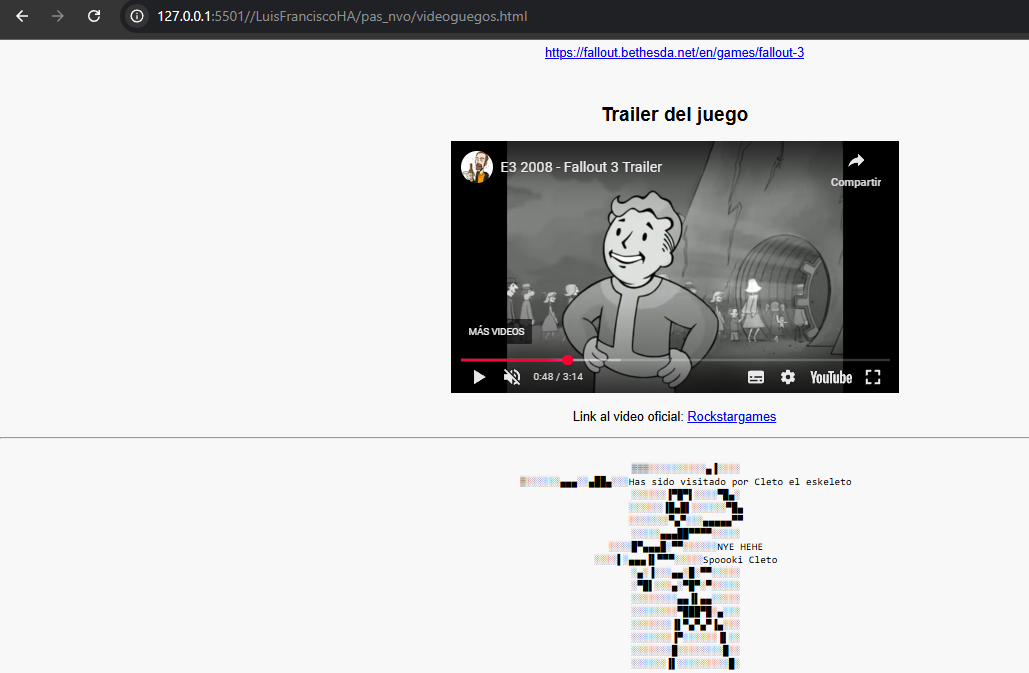 127.0.0.1:5501//LuisFranciscoHA/pas_nvo/videoguegos.html
https://fallout.bethesda.net/en/games/fallout-3
Trailer del juego
E3 2008 - Fallout 3 Trailer
Compartir
MÁS VIDEOS
0:48 / 3:14
YouTube
Link al video oficial: Rockstargames
Has sido visitado por Cleto el eskeleto
NYE HEHE
Spoooki Cleto